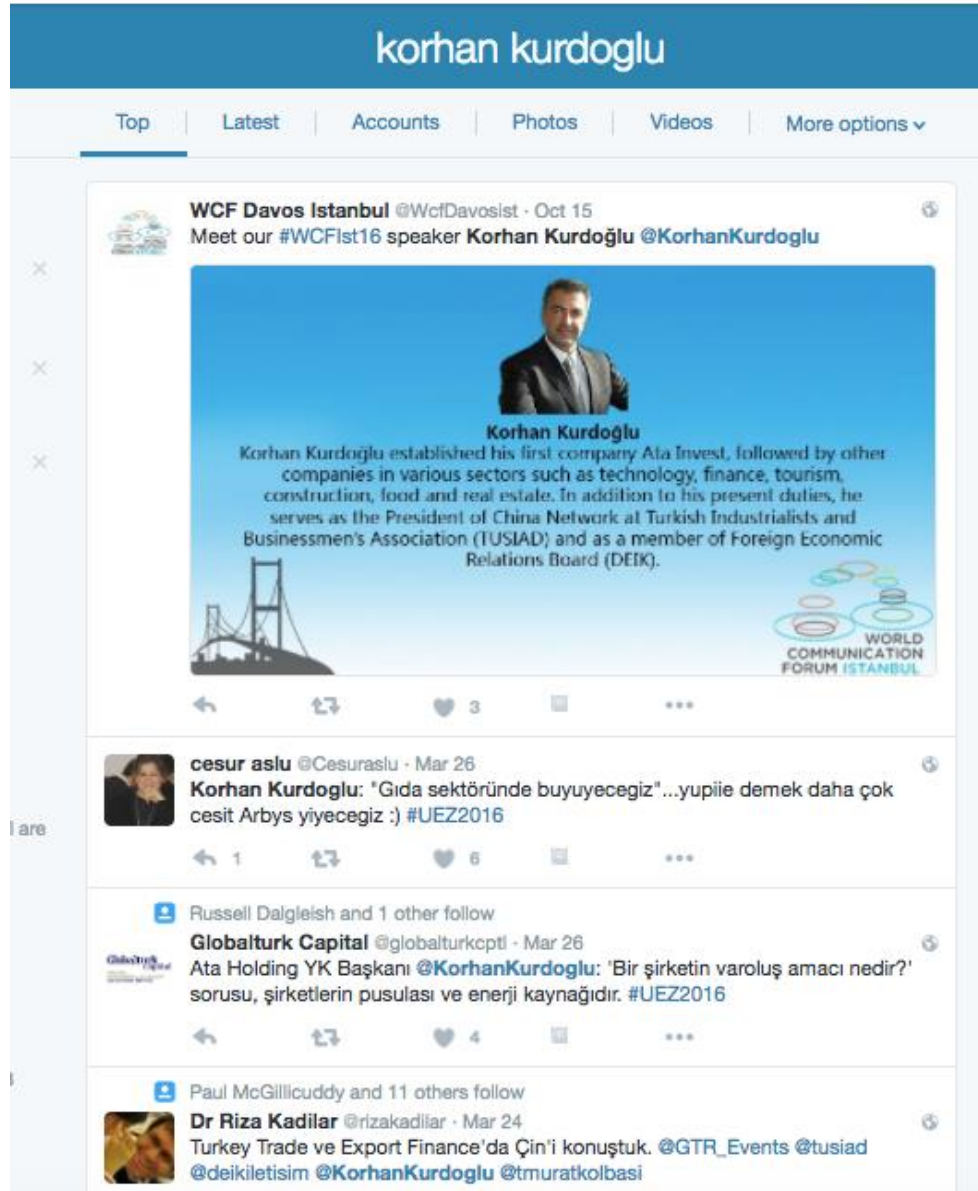 korhan kurdoglu
Top Latest Accounts Photos Videos More options
WCF Davos Istanbul @WcfDavosist · Oct 15
Meet our #WCFIst16 speaker Korhan Kurdoğlu @KorhanKurdoglu
Korhan Kurdoğlu
Korhan Kurdoğlu established his first company Ata Invest, followed by other
companies in various sectors such as technology, finance, tourism,
construction, food and real estate. In addition to his present duties, he
serves as the President of China Network at Turkish Industrialists and
Businessmen's Association (TUSIAD) and as a member of Foreign Economic
Relations Board (DEIK).
WORLD
COMMUNICATION
FORUM ISTANBUL
3
cesur aslu @Cesuraslu · Mar 26
Korhan Kurdoglu: "Gıda sektöründe buyuyecegiz"...yupiie demek daha çok
cesit Arbys yiyecegiz :) #UEZ2016
are
1 6
Russell Dalgleish and 1 other follow
Globalturk Capital @globalturkcptl · Mar 26
Globalturk
Capital
Ata Holding YK Başkanı @KorhanKurdoglu: 'Bir şirketin varoluş amacı nedir?'
sorusu, şirketlerin pusulası ve enerji kaynağıdır. #UEZ2016
4
Paul McGillicuddy and 11 others follow
Dr Riza Kadilar @rizakadilar · Mar 24
Turkey Trade ve Export Finance'da Çin'i konuştuk. @GTR_Events @tusiad
@deikiletisim @KorhanKurdoglu @tmuratkolbasi